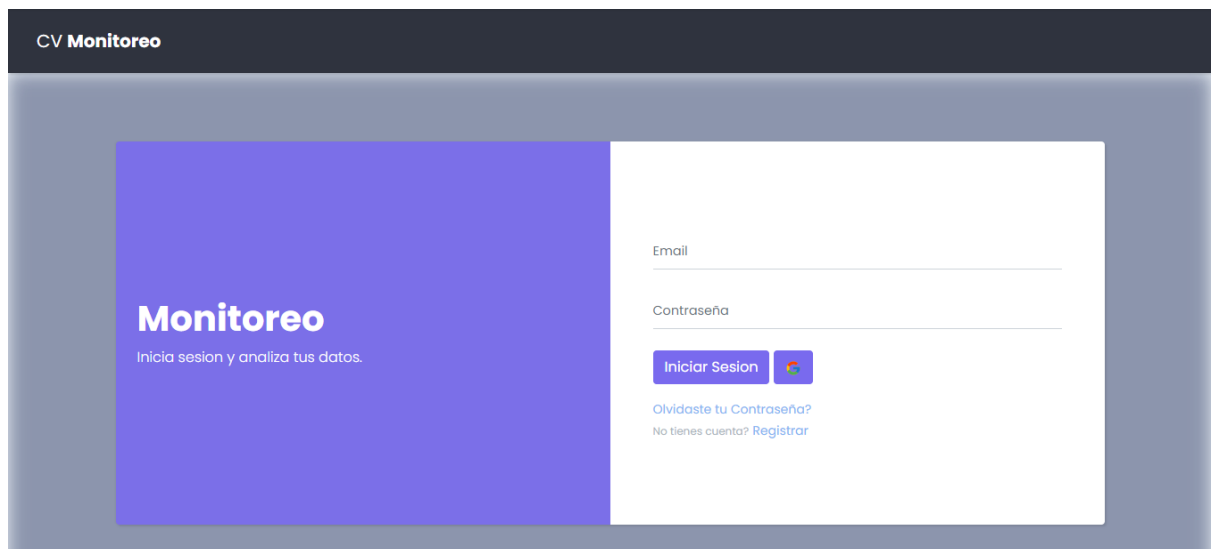 CV Monitoreo
Monitoreo
Inicia sesion y analiza tus datos.
Email
Contraseña
Iniciar Sesion
Olvidaste tu Contraseña?
No tienes cuenta? Registrar